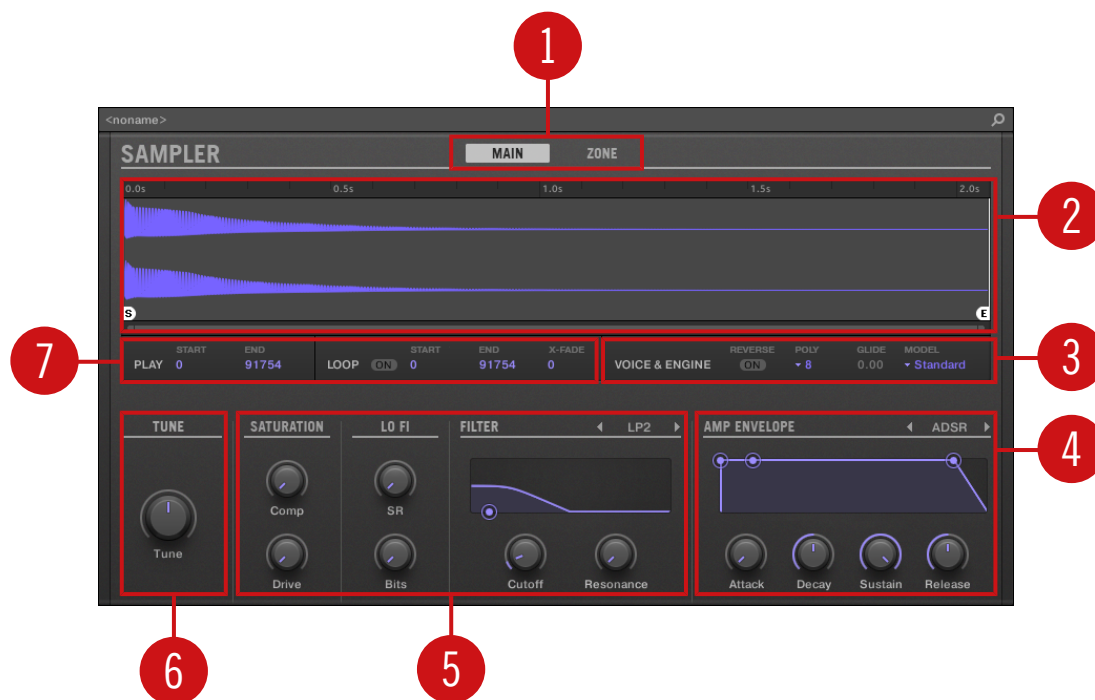 1
<noname>
SAMPLER MAIN ZONE
0.0s 0.5s 1.0s 1.5s 2.0s
2
S E
7
START END START END X-FADE REVERSE POLY GLIDE MODEL
PLAY 0 91754 LOOP ON 0 91754 0 VOICE & ENGINE ON 8 0.00 Standard
3
TUNE SATURATION LO FI FILTER LP2 AMP ENVELOPE ADSR
4
Comp SR
Tune
Drive Bits Cutoff Resonance Attack Decay Sustain Release
6 5